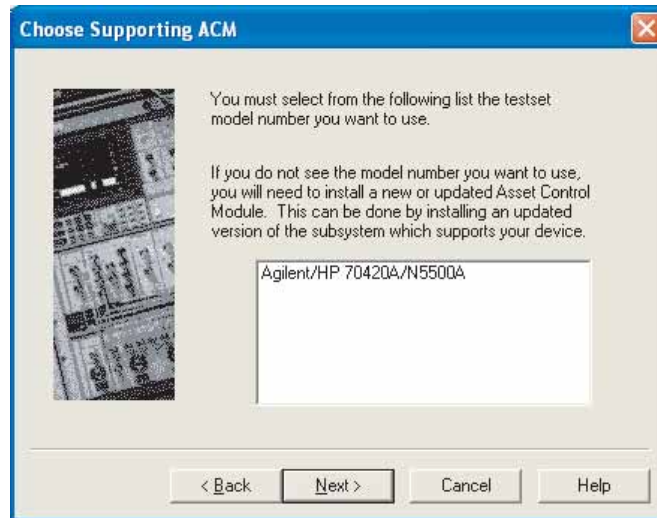 Choose Supporting ACM
You must select from the following list the testset
model number you want to use.
If you do not see the model number you want to use,
you will need to install a new or updated Asset Control
Module. This can be done by installing an updated
version of the subsystem which supports your device.
Agilent/HP 70420A/N5500A
< Back
Next >
Cancel
Help